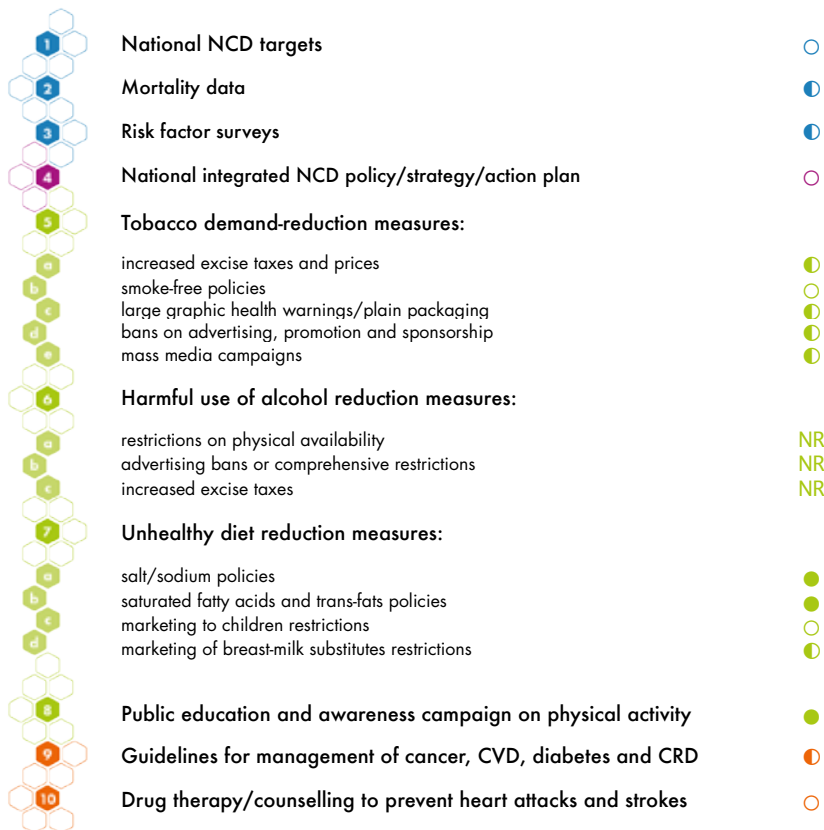 1 National NCD targets ○
2 Mortality data ◐
3 Risk factor surveys ◐
4 National integrated NCD policy/strategy/action plan ○
5 Tobacco demand-reduction measures:
a increased excise taxes and prices ◐
b smoke-free policies ○
c large graphic health warnings/plain packaging ◐
d bans on advertising, promotion and sponsorship ◐
e mass media campaigns ◐
6 Harmful use of alcohol reduction measures:
a restrictions on physical availability NR
b advertising bans or comprehensive restrictions NR
c increased excise taxes NR
7 Unhealthy diet reduction measures:
a salt/sodium policies ●
b saturated fatty acids and trans-fats policies ●
c marketing to children restrictions ○
d marketing of breast-milk substitutes restrictions ◐
8 Public education and awareness campaign on physical activity ●
9 Guidelines for management of cancer, CVD, diabetes and CRD ◐
10 Drug therapy/counselling to prevent heart attacks and strokes ○